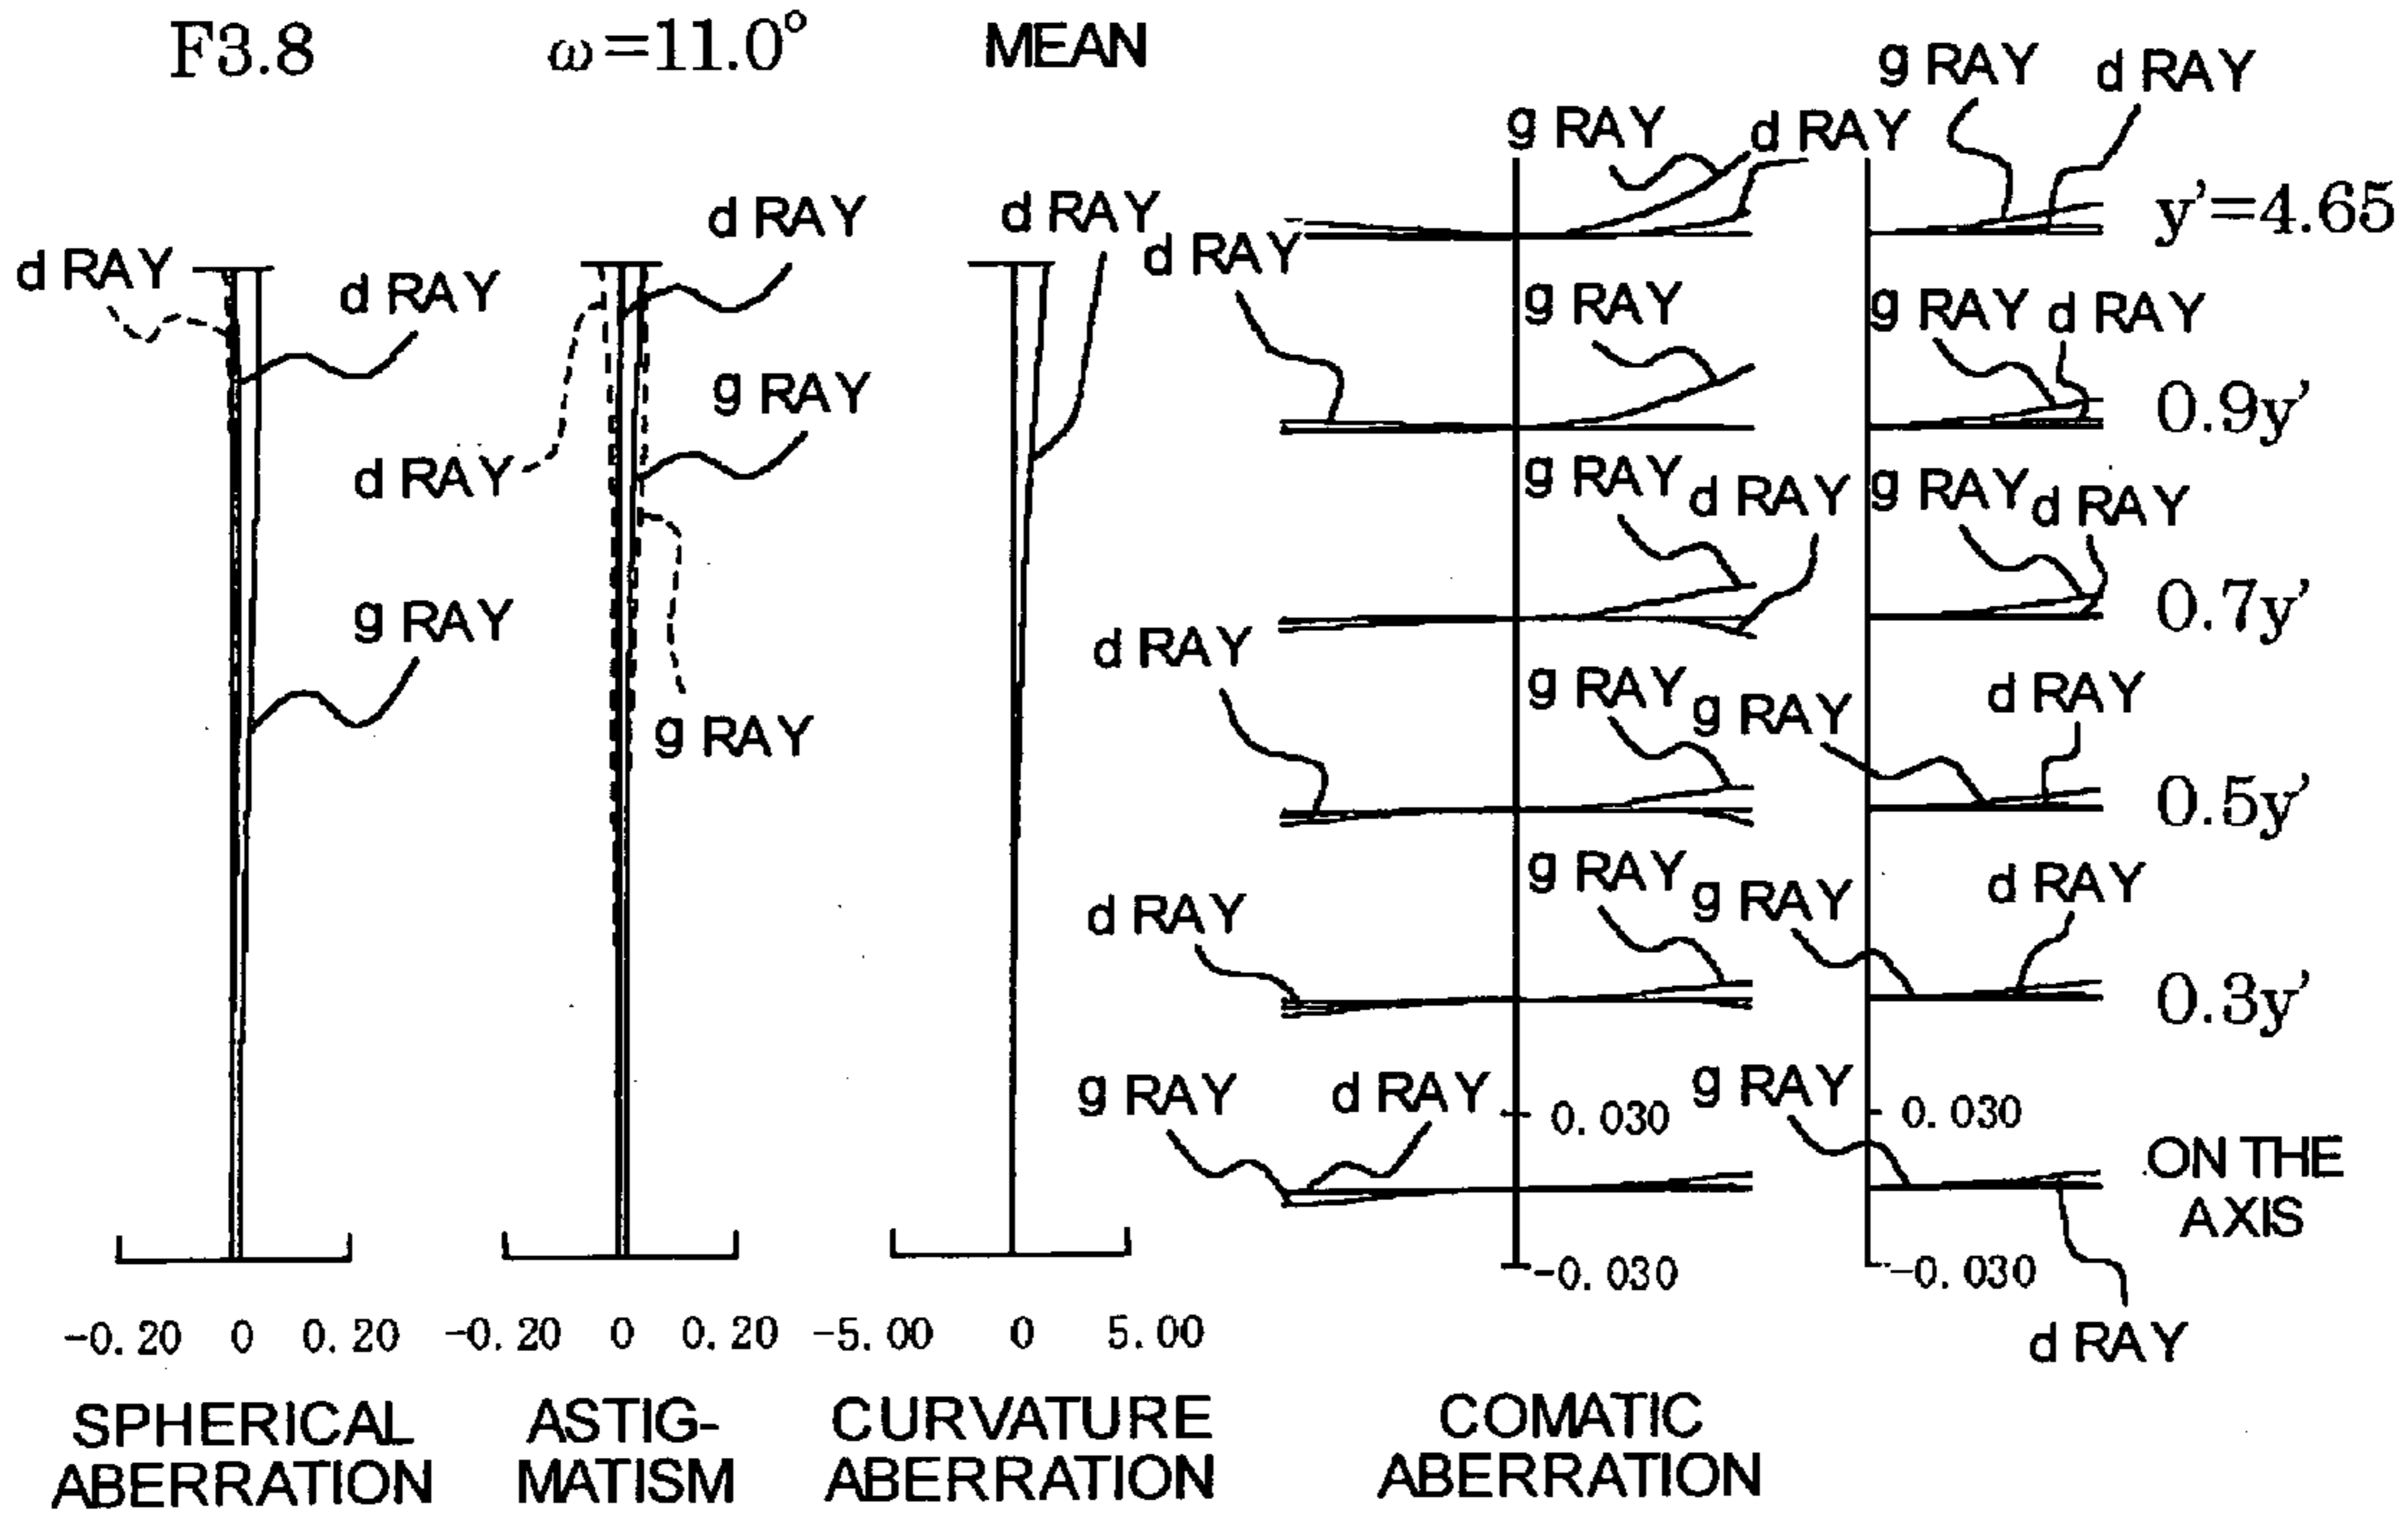 F3.8
ω=11.0°
MEAN
g RAY
d RAY
g RAY
d RAY
y'=4.65
d RAY
d RAY
d RAY
d RAY
d RAY
d RAY
g RAY
g RAY
d RAY
0.9y'
g RAY
d RAY
g RAY
d RAY
g RAY
d RAY
0.7y'
g RAY
d RAY
g RAY
g RAY
g RAY
d RAY
0.5y'
d RAY
g RAY
g RAY
d RAY
0.3y'
g RAY
d RAY
0.030
g RAY
0.030
ON THE
AXIS
-0.030
-0.030
d RAY
-0.20 0 0.20
-0.20 0 0.20
-5.00 0 5.00
SPHERICAL
ABERRATION
ASTIG-
MATISM
CURVATURE
ABERRATION
COMATIC
ABERRATION